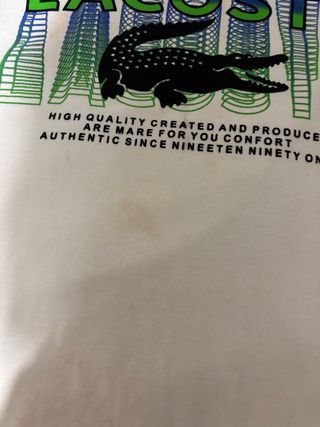 LACOST
HIGH QUALITY CREATED AND PRODUCE
ARE MARE FOR YOU CONFORT
AUTHENTIC SINCE NINEETEN NINETY ON